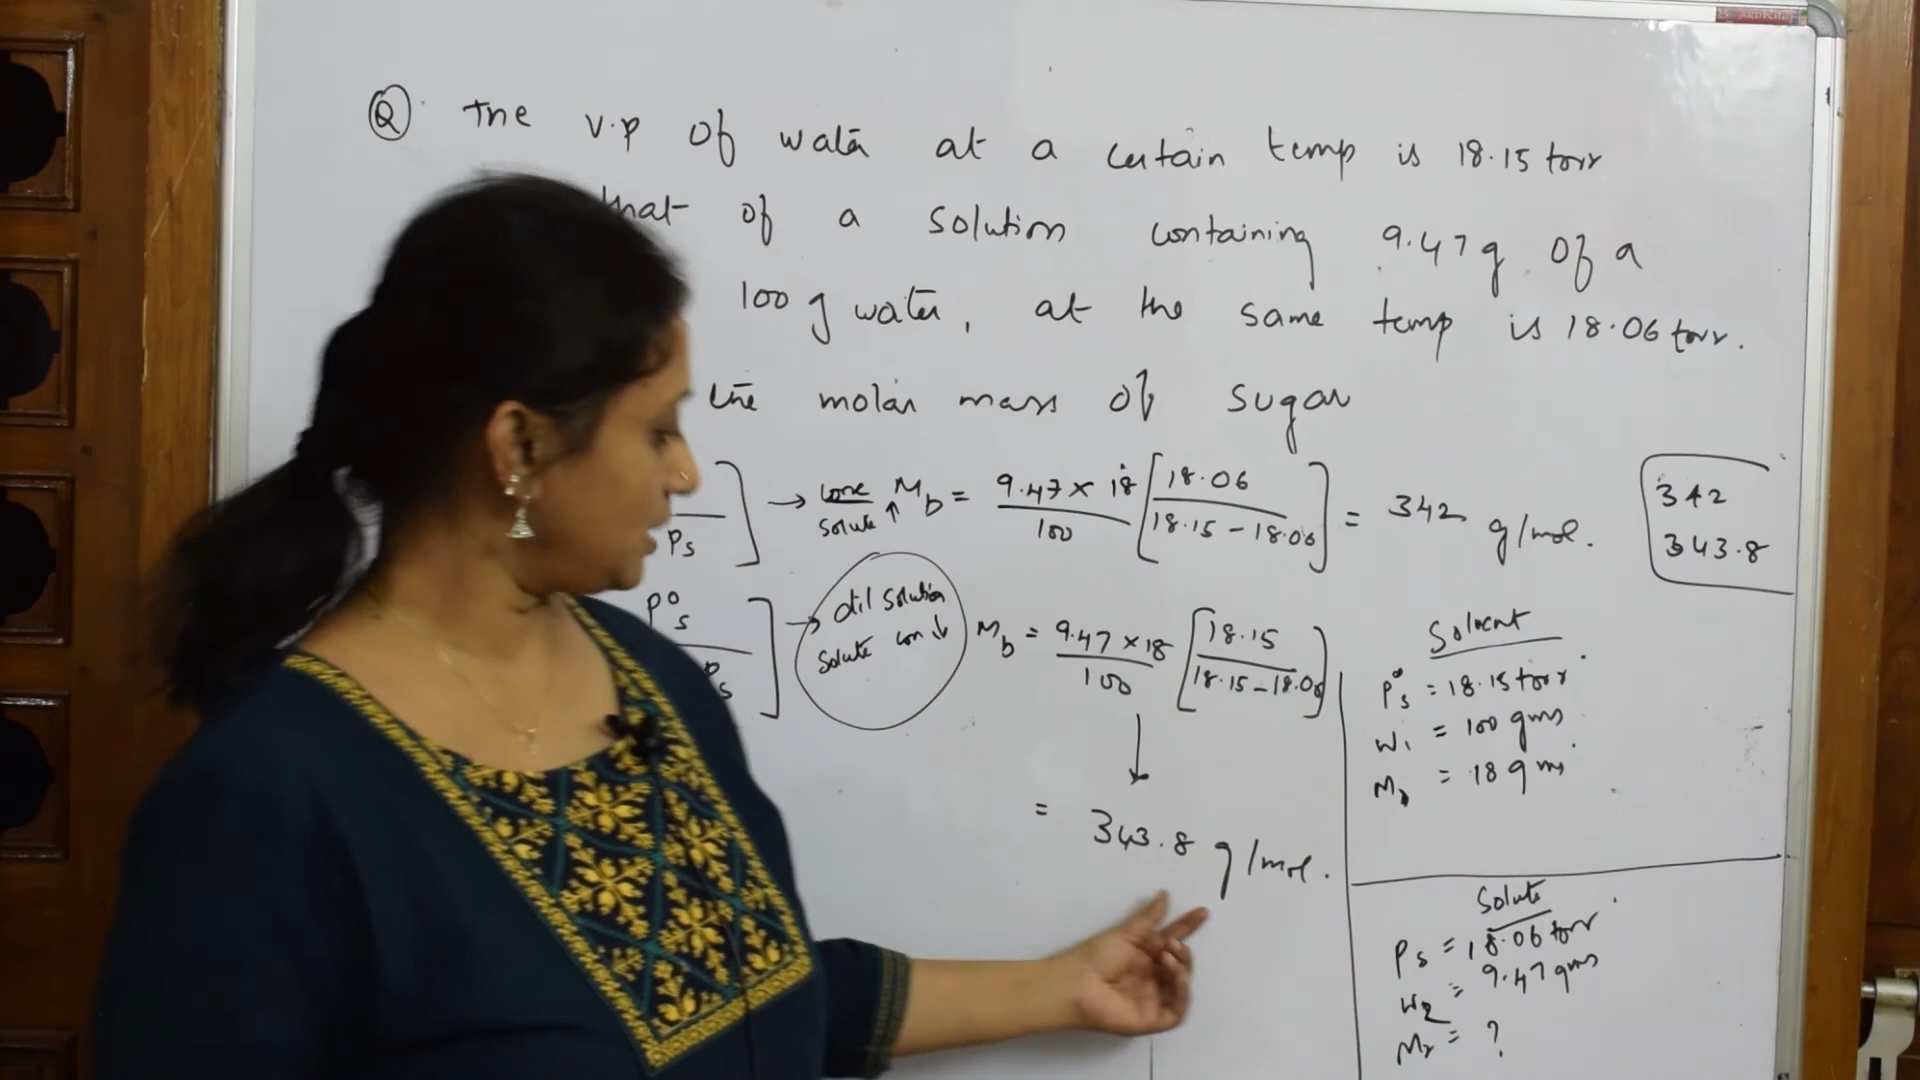 Q The v.p of water at a certain temp is 18.15 torr
that of a solution containing 9.47 g of a
100 g water, at the same temp is 18.06 torr.
the molar mass of sugar
Ps ] → conc solute ↑ Mb = 9.47 × 18 / 100 [ 18.06 / 18.15 - 18.06 ] = 342 g/mol.
342
343.8
P°s / Ps ] → dil solution solute con ↓ Mb = 9.47 × 18 / 100 [ 18.15 / 18.15 - 18.06 ]
= 343.8 g/mol.
Solvent
P°s = 18.15 torr
W1 = 100 gms
= 18 gms
Solute
Ps = 18.06 torr
W2 = 9.47 gms
= ?